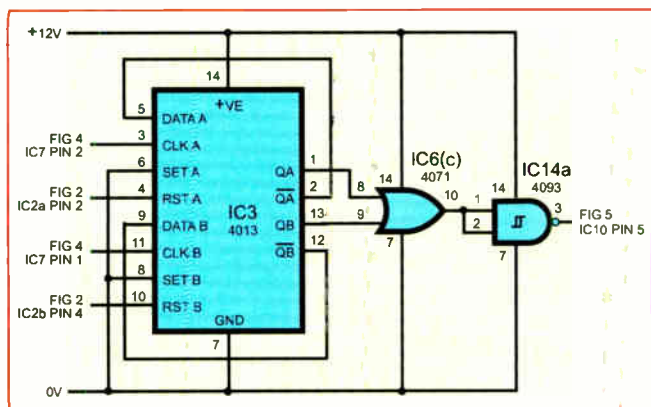 +12V
14
+VE
5 DATA A
FIG 4
IC7 PIN 2
3 CLK A
6 SET A
QA 1
FIG 2
IC2a PIN 2
4 RST A
QA 2
IC3
4013
9 DATA B
QB 13
FIG 4
IC7 PIN 1
11 CLK B
QB 12
8 SET B
FIG 2
IC2b PIN 4
10 RST B
GND
7
0V
IC6(c)
4071
14
8
9
10
7
IC14a
4093
14
1
2
3
7
FIG 5
IC10 PIN 5